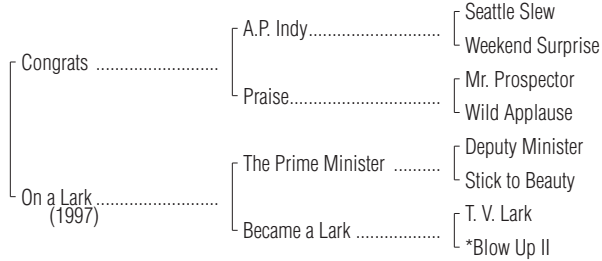 Seattle Slew
A.P. Indy..................................
Weekend Surprise
Congrats ................................
Mr. Prospector
Praise.......................................
Wild Applause
Deputy Minister
The Prime Minister ............
Stick to Beauty
On a Lark ................................
(1997)
T. V. Lark
Became a Lark .....................
*Blow Up II